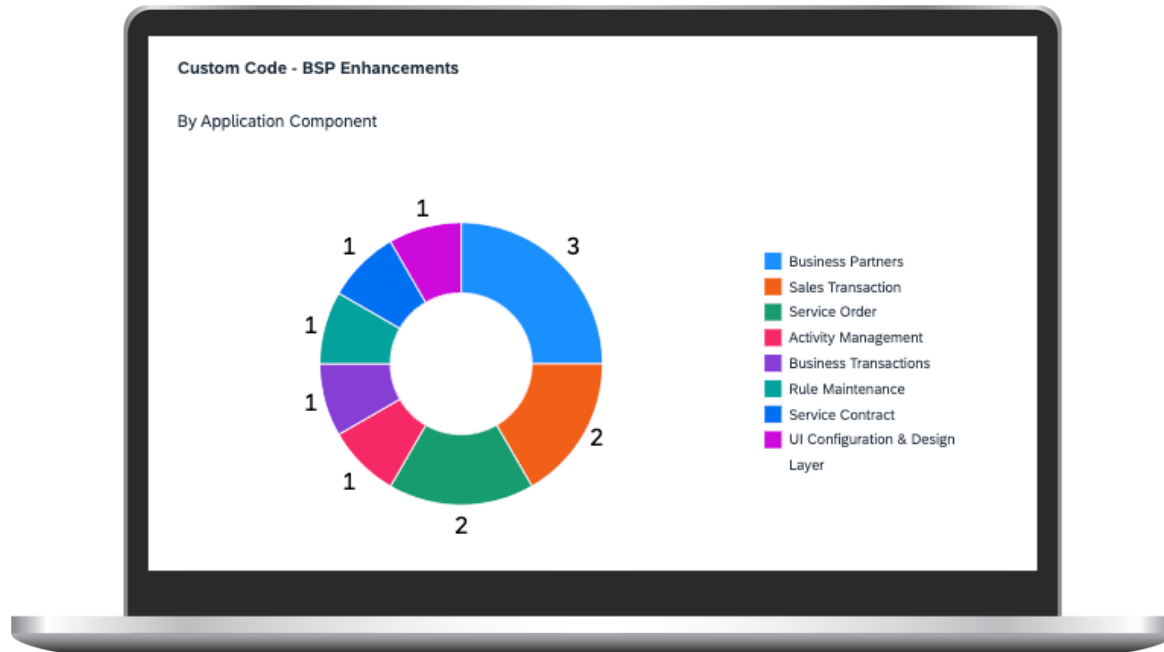 Custom Code - BSP Enhancements
By Application Component
1
3
1
1
1
2
1
2
Business Partners
Sales Transaction
Service Order
Activity Management
Business Transactions
Rule Maintenance
Service Contract
UI Configuration & Design
Layer